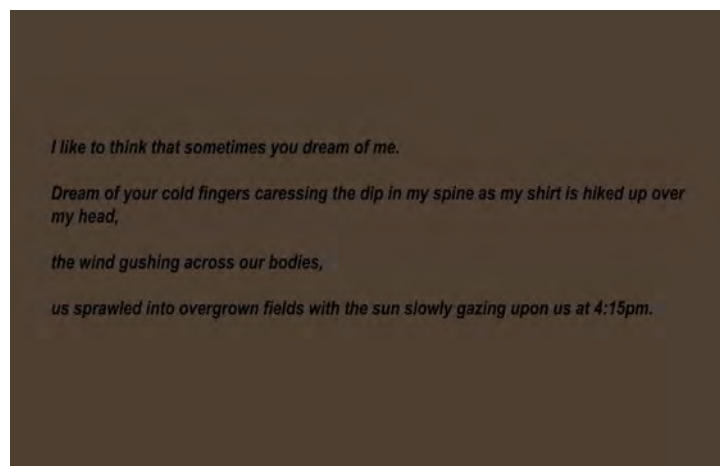 I like to think that sometimes you dream of me.
Dream of your cold fingers caressing the dip in my spine as my shirt is hiked up over
my head,
the wind gushing across our bodies,
us sprawled into overgrown fields with the sun slowly gazing upon us at 4:15pm.